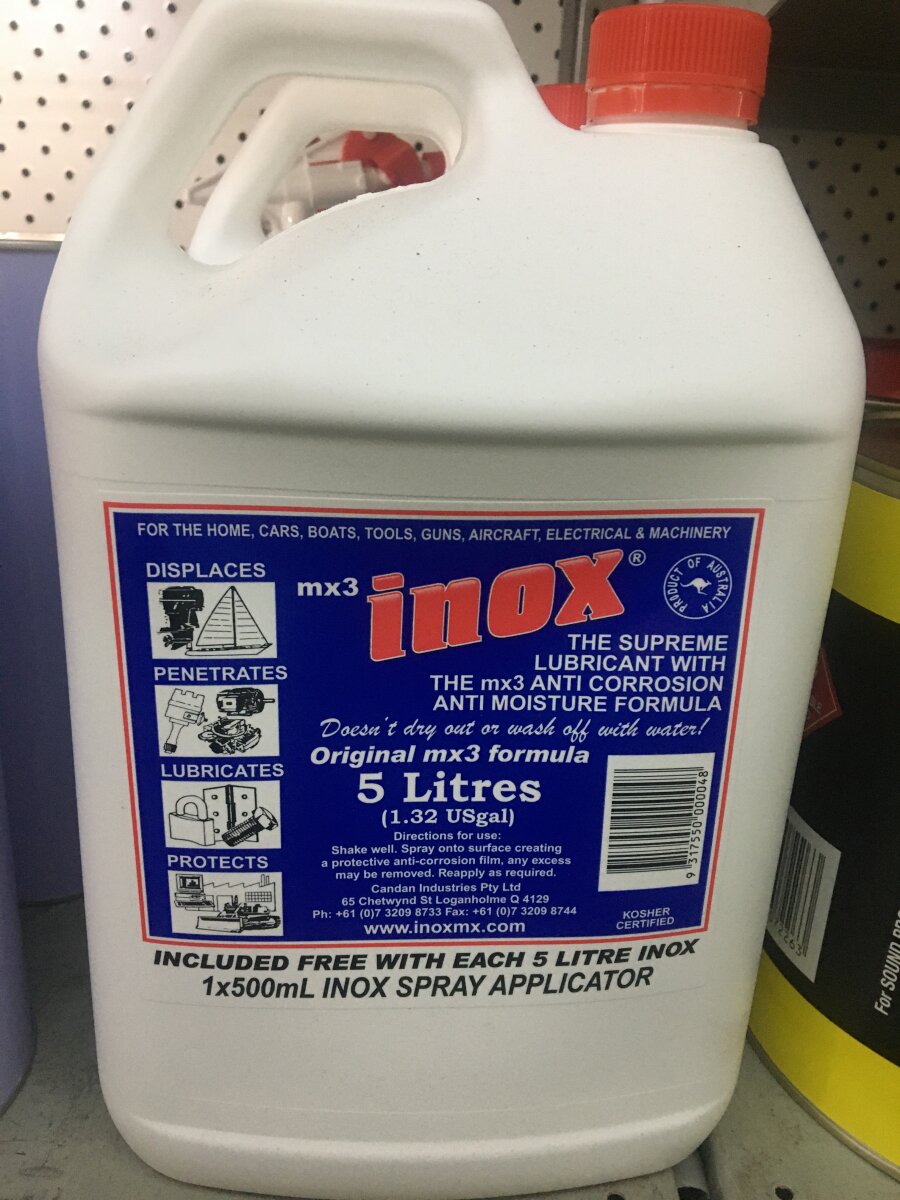 FOR THE HOME, CARS, BOATS, TOOLS, GUNS, AIRCRAFT, ELECTRICAL & MACHINERY
DISPLACES
PENETRATES
LUBRICATES
PROTECTS
mx3 inox®
PRODUCT OF AUSTRALIA
THE SUPREME
LUBRICANT WITH
THE mx3 ANTI CORROSION
ANTI MOISTURE FORMULA
Doesn't dry out or wash off with water!
Original mx3 formula
5 Litres
(1.32 USgal)
Directions for use:
Shake well. Spray onto surface creating
a protective anti-corrosion film, any excess
may be removed. Reapply as required.
Candan Industries Pty Ltd
65 Chetwynd St Loganholme Q 4129
Ph: +61 (0)7 3209 8733 Fax: +61 (0)7 3209 8744
www.inoxmx.com
9 317550 000048
KOSHER
CERTIFIED
INCLUDED FREE WITH EACH 5 LITRE INOX
1x500mL INOX SPRAY APPLICATOR
For SOUND